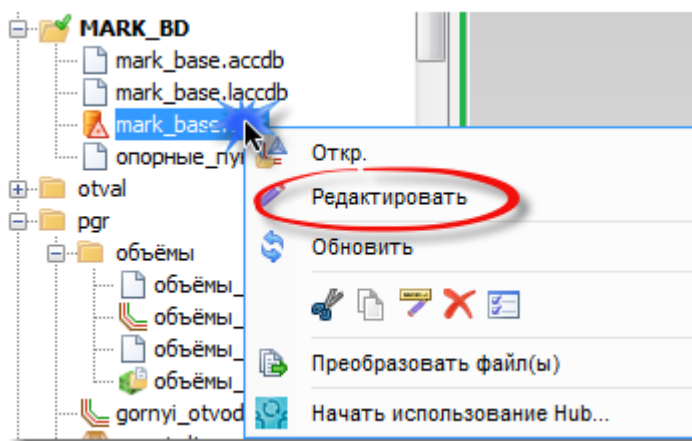 MARK_BD
mark_base.accdb
mark_base.laccdb
mark_base.
опорные_пу
otval
pgr
объёмы
объёмы_
объёмы_
объёмы_
объёмы_
gornyi_otvod
Откр.
Редактировать
Обновить
Преобразовать файл(ы)
Начать использование Hub...